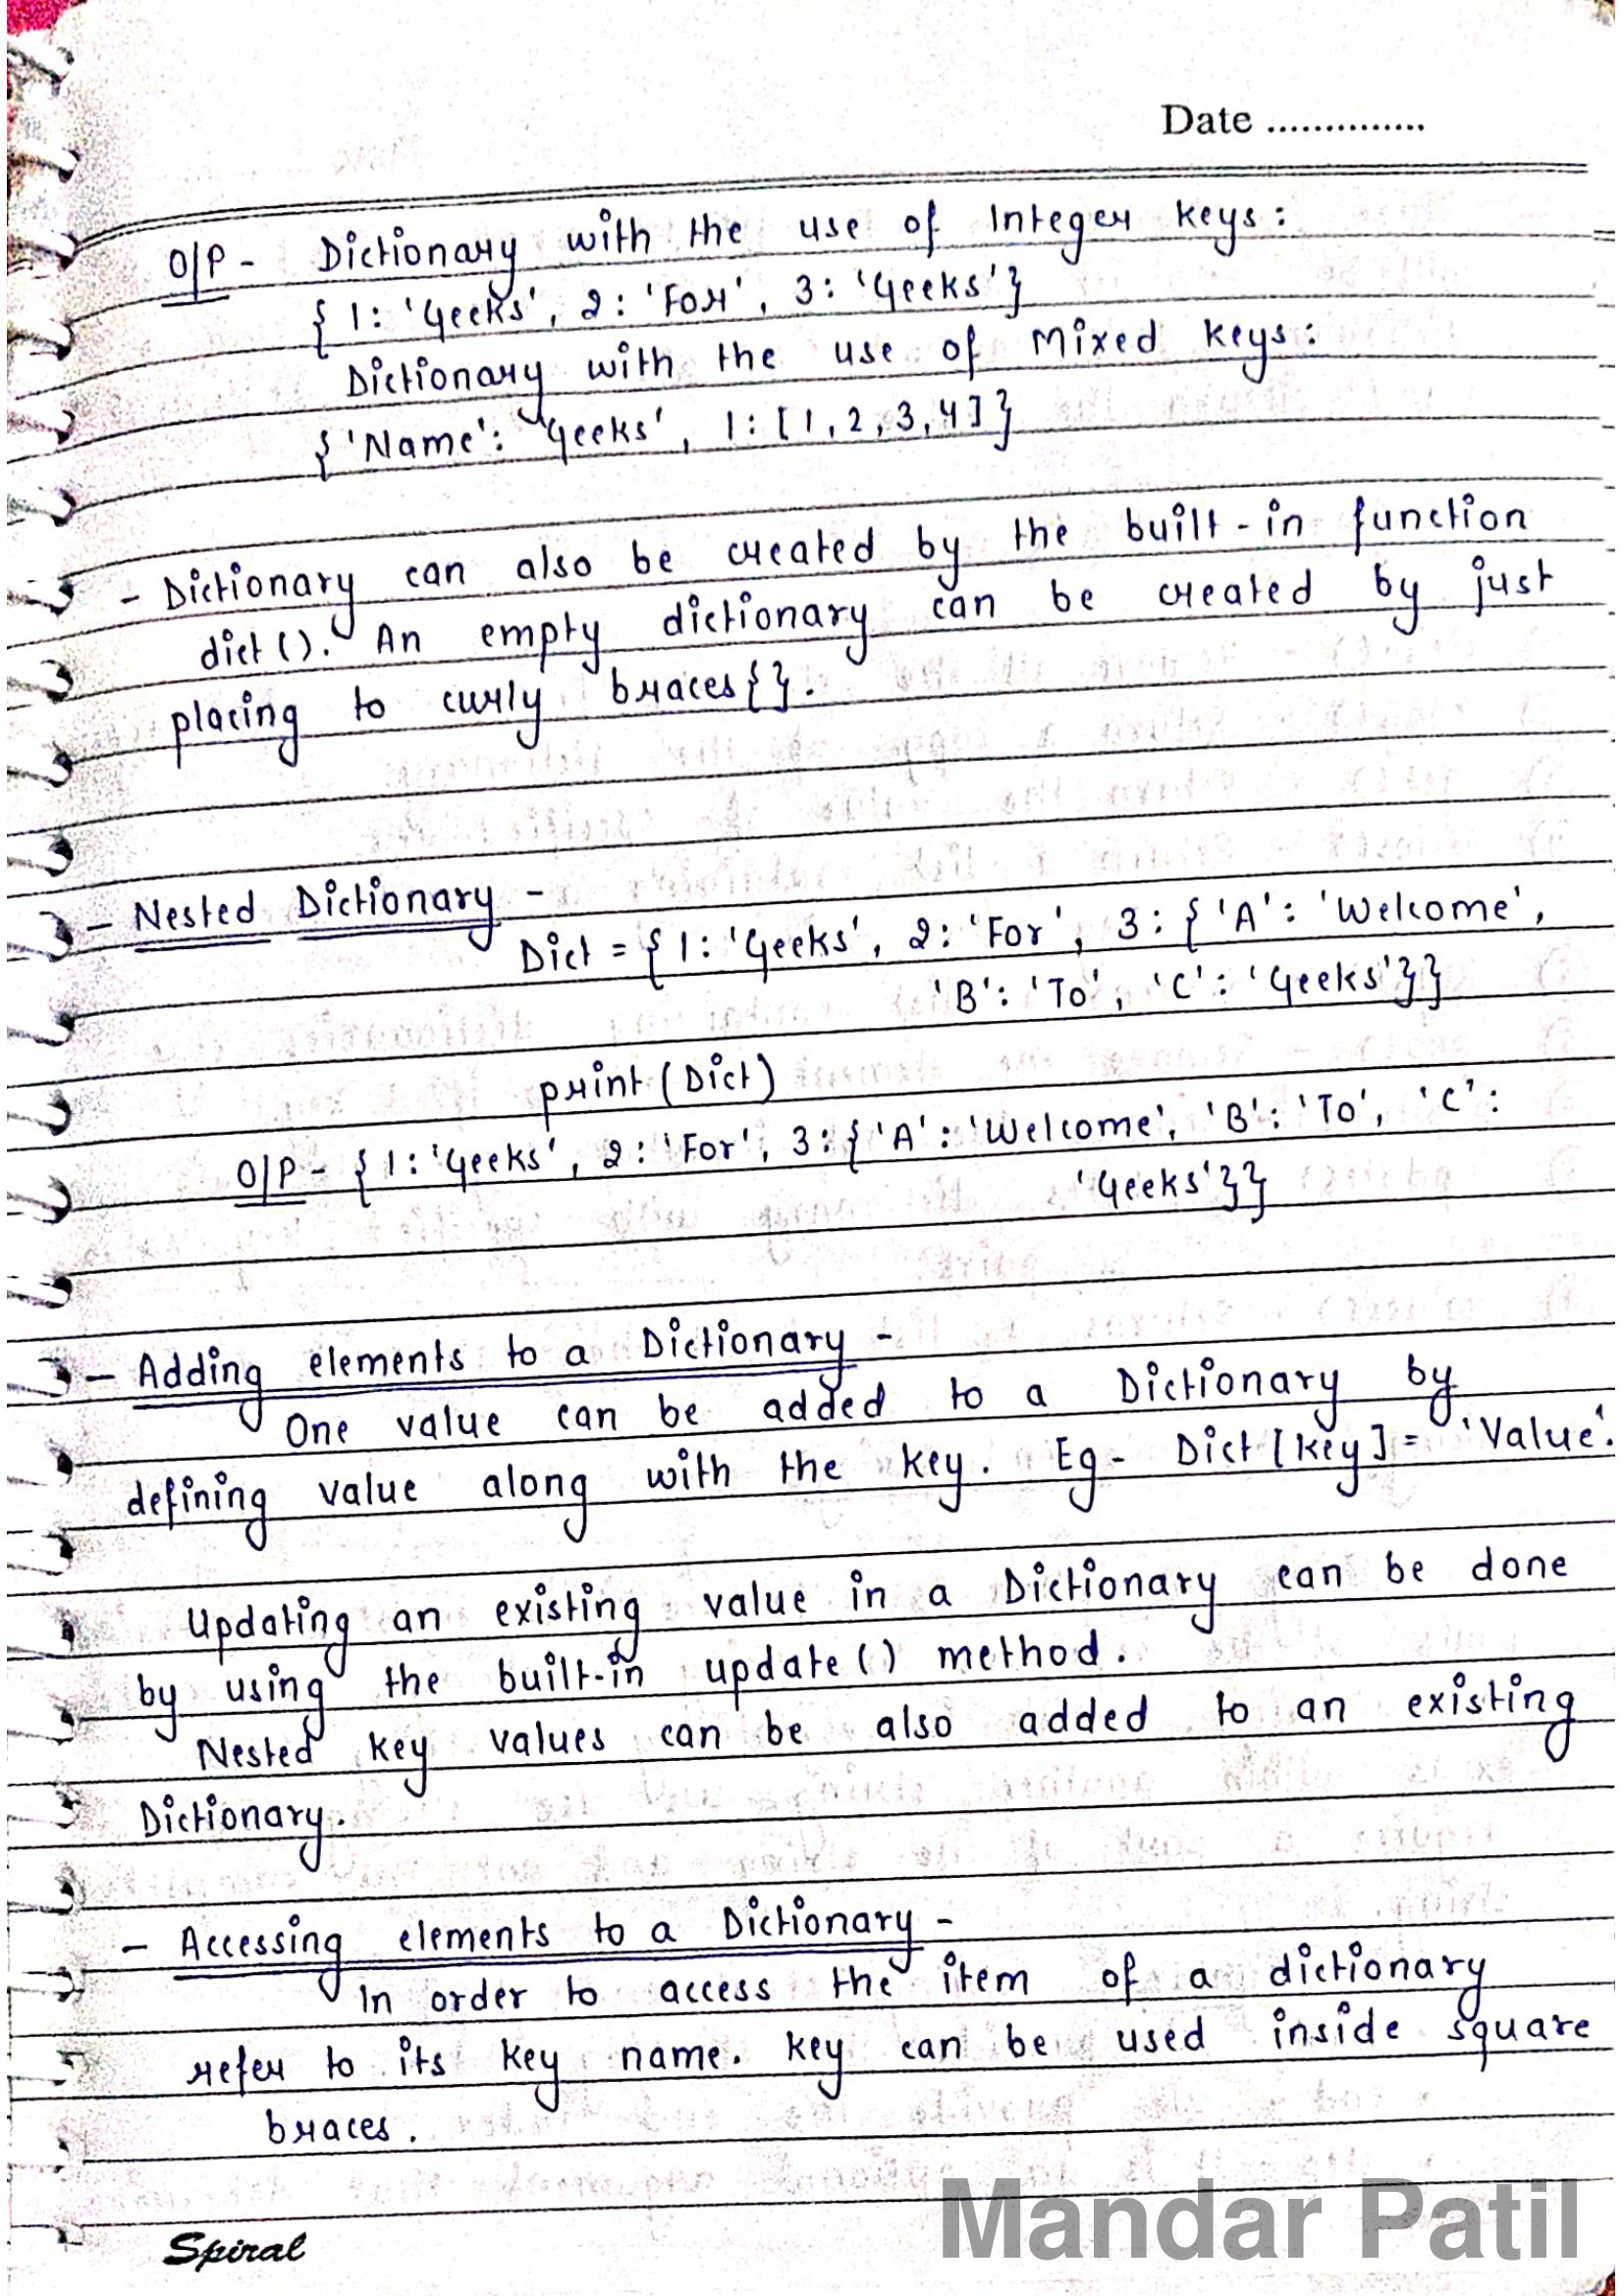 Date ...............
O/P - Dictionary with the use of Integer keys:
{1: 'Geeks', 2: 'For', 3: 'Geeks'}
Dictionary with the use of Mixed keys:
{'Name': 'Geeks', 1: [1, 2, 3, 4]}
- Dictionary can also be created by the built-in function
dict(). An empty dictionary can be created by just
placing to curly braces{}.
- Nested Dictionary -
Dict = {1: 'Geeks', 2: 'For', 3: {'A': 'Welcome',
'B': 'To', 'C': 'Geeks'}}
print(Dict)
O/P - {1: 'Geeks', 2: 'For', 3: {'A': 'Welcome', 'B': 'To', 'C':
'Geeks'}}
- Adding elements to a Dictionary -
One value can be added to a Dictionary by
defining value along with the key. Eg - Dict[key] = 'Value'.
Updating an existing value in a Dictionary can be done
by using the built-in update() method.
Nested key values can be also added to an existing
Dictionary.
- Accessing elements to a Dictionary -
In order to access the item of a dictionary
refer to its key name. key can be used inside square
braces.
Spiral
Mandar Patil